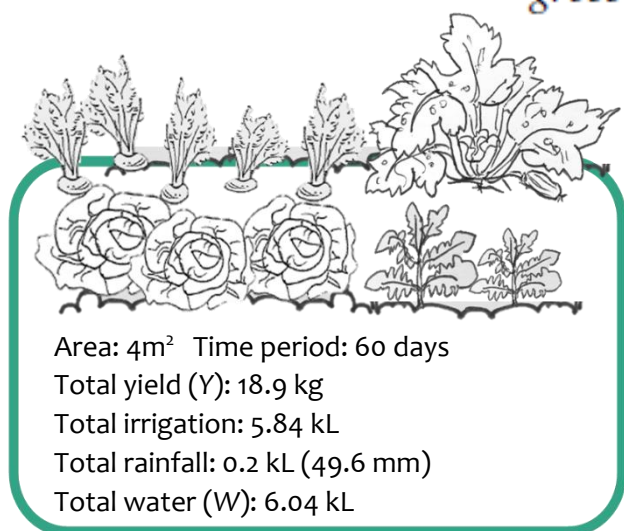 Area: 4m² Time period: 60 days
Total yield (Y): 18.9 kg
Total irrigation: 5.84 kL
Total rainfall: 0.2 kL (49.6 mm)
Total water (W): 6.04 kL